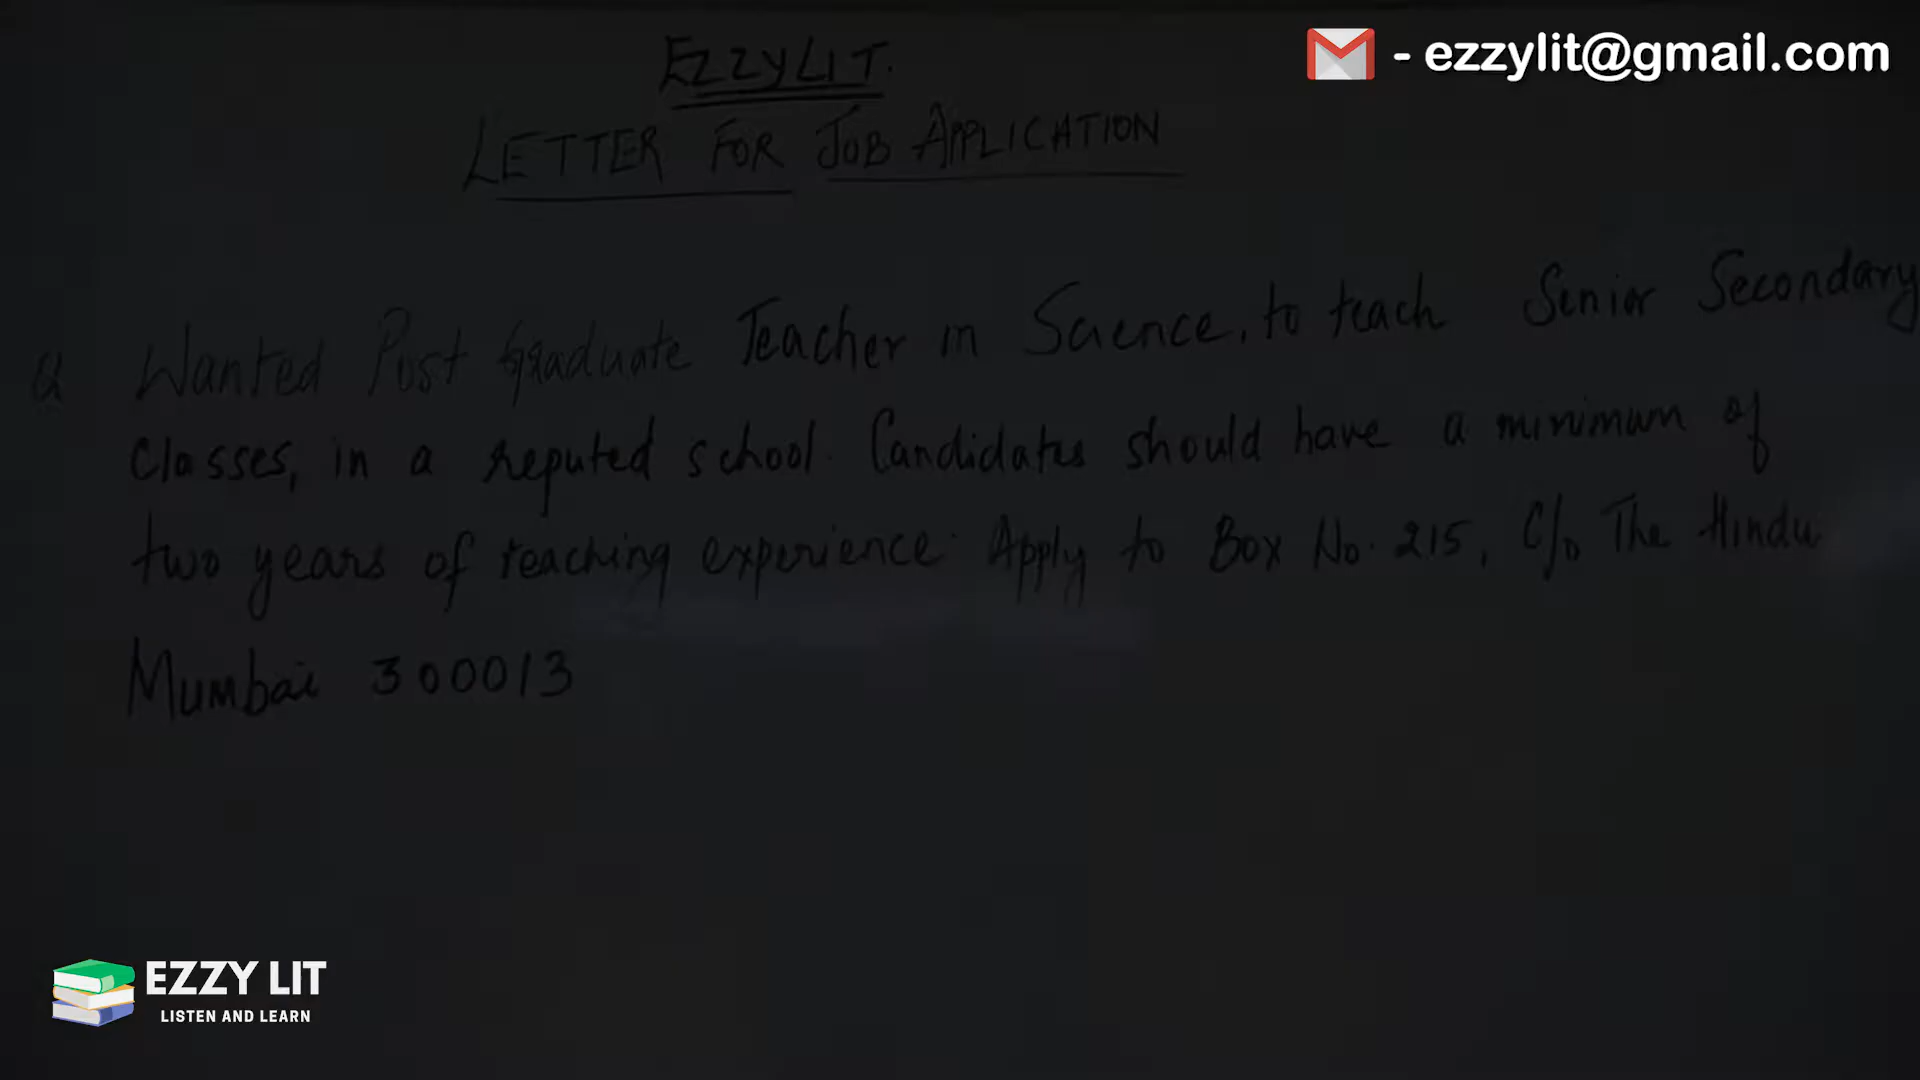 EZZYLIT.
- ezzylit@gmail.com
LETTER FOR JOB APPLICATION
Q Wanted Post Graduate Teacher in Science, to teach Senior Secondary
Classes, in a reputed school. Candidates should have a minimum of
two years of teaching experience. Apply to Box No. 215, C/o The Hindu
Mumbai 300013
EZZY LIT
LISTEN AND LEARN